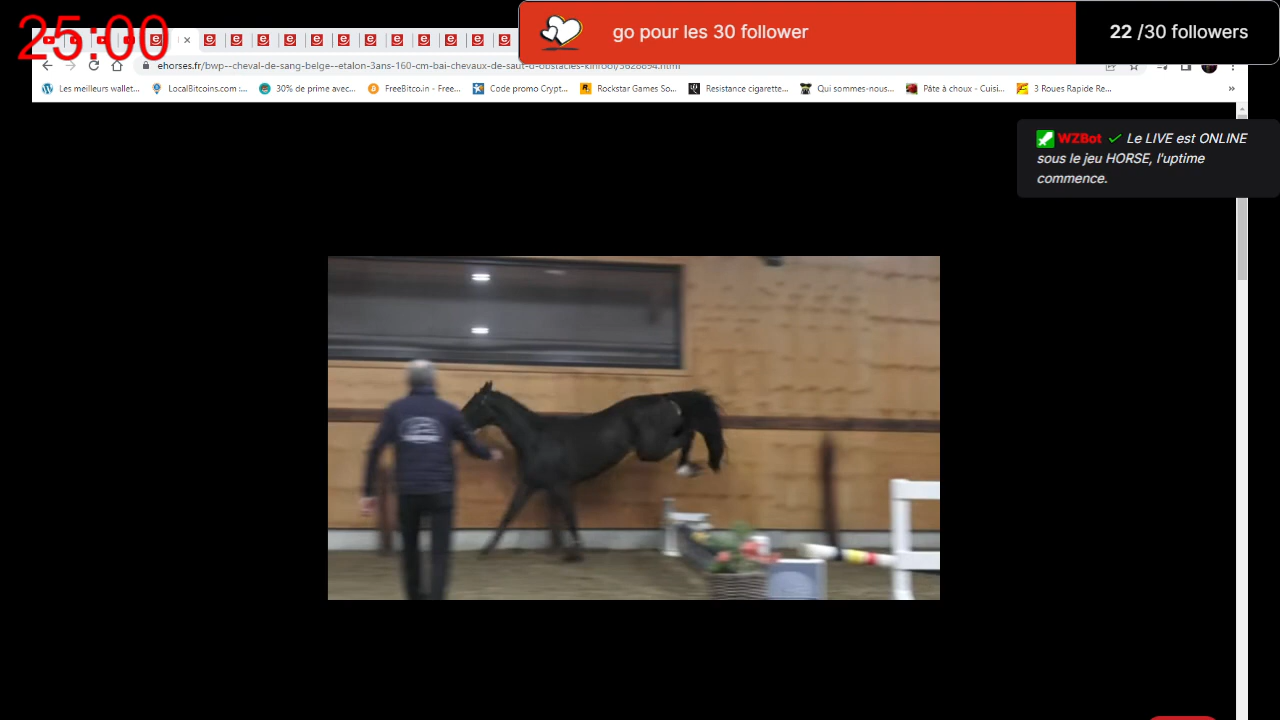 25:00
go pour les 30 follower
22 /30 followers
ehorses.fr/bwp--cheval-de-sang-belge--etalon-3ans-160-cm-bai-chevaux-de-saut-d-obstacles-kinfool/3628894.html
Les meilleurs wallet...
LocalBitcoins.com :...
30% de prime avec...
FreeBitco.in - Free...
Code promo Crypt...
Rockstar Games So...
Resistance cigarette...
Qui sommes-nous...
Pâte à choux - Cuisi...
3 Roues Rapide Re...
WZBot ✓ Le LIVE est ONLINE
sous le jeu HORSE, l'uptime
commence.